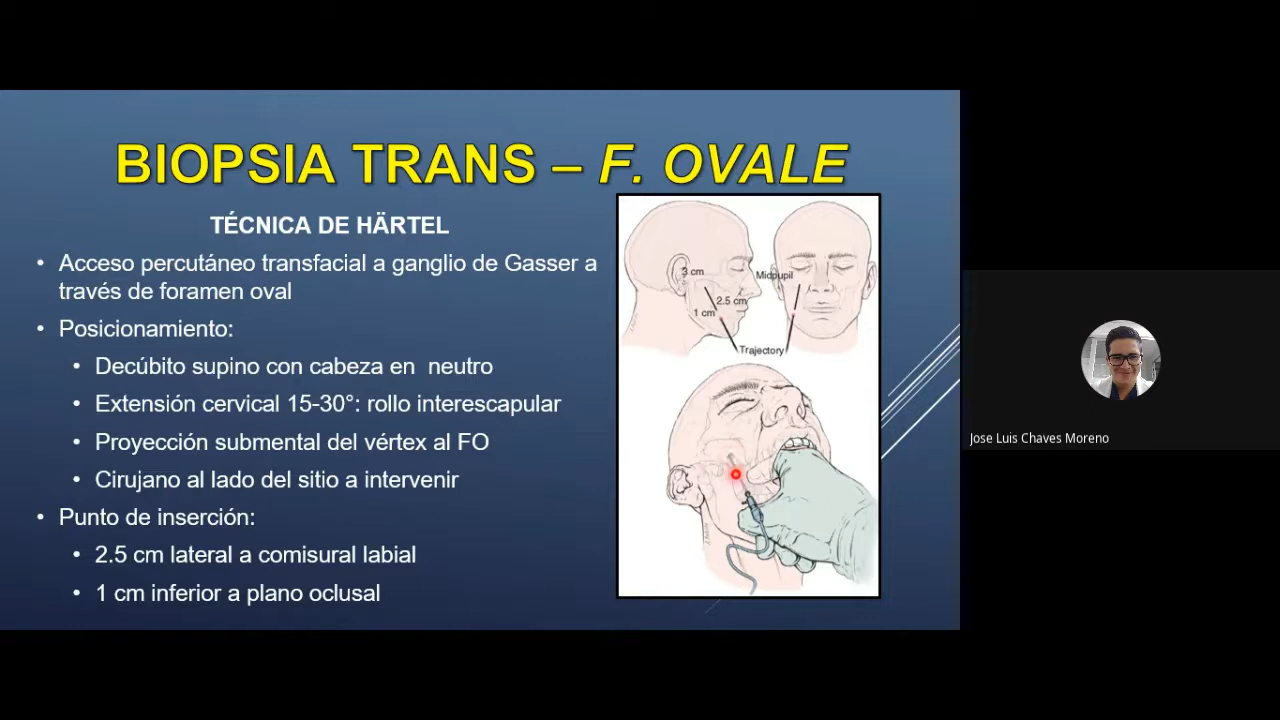 BIOPSIA TRANS – F. OVALE
TÉCNICA DE HÄRTEL
• Acceso percutáneo transfacial a ganglio de Gasser a
través de foramen oval
• Posicionamiento:
• Decúbito supino con cabeza en neutro
• Extensión cervical 15-30°: rollo interescapular
• Proyección submental del vértex al FO
• Cirujano al lado del sitio a intervenir
• Punto de inserción:
• 2.5 cm lateral a comisural labial
• 1 cm inferior a plano oclusal
3 cm
Midpupil
2.5 cm
1 cm
Trajectory
Jose Luis Chaves Moreno